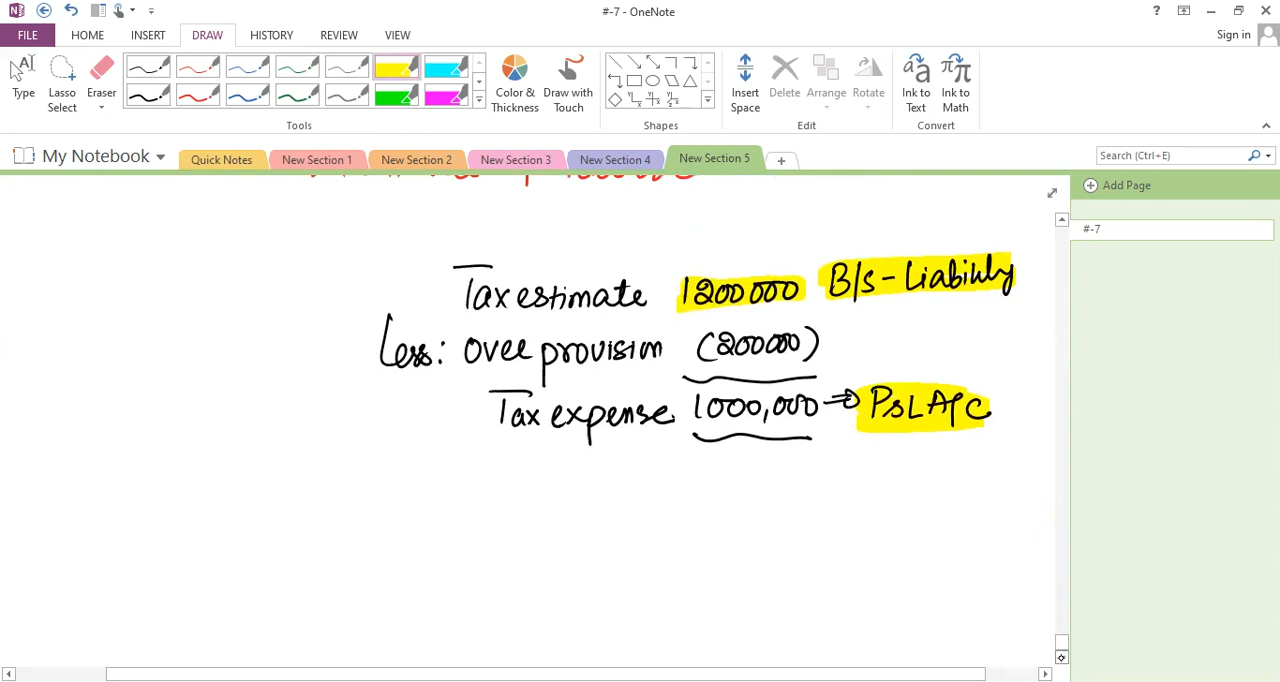 #-7 - OneNote
?
FILE HOME INSERT DRAW HISTORY REVIEW VIEW
Sign in
Type
Lasso Select
Eraser
Color & Thickness
Draw with Touch
Insert Space
Delete
Arrange
Rotate
Ink to Text
Ink to Math
Tools
Shapes
Edit
Convert
My Notebook
Quick Notes
New Section 1
New Section 2
New Section 3
New Section 4
New Section 5
Search (Ctrl+E)
Add Page
#-7
Tax estimate 1200000 B/s - Liability
Less: Over provision (200000)
Tax expense 1000,000 ⇒ P&L A/C